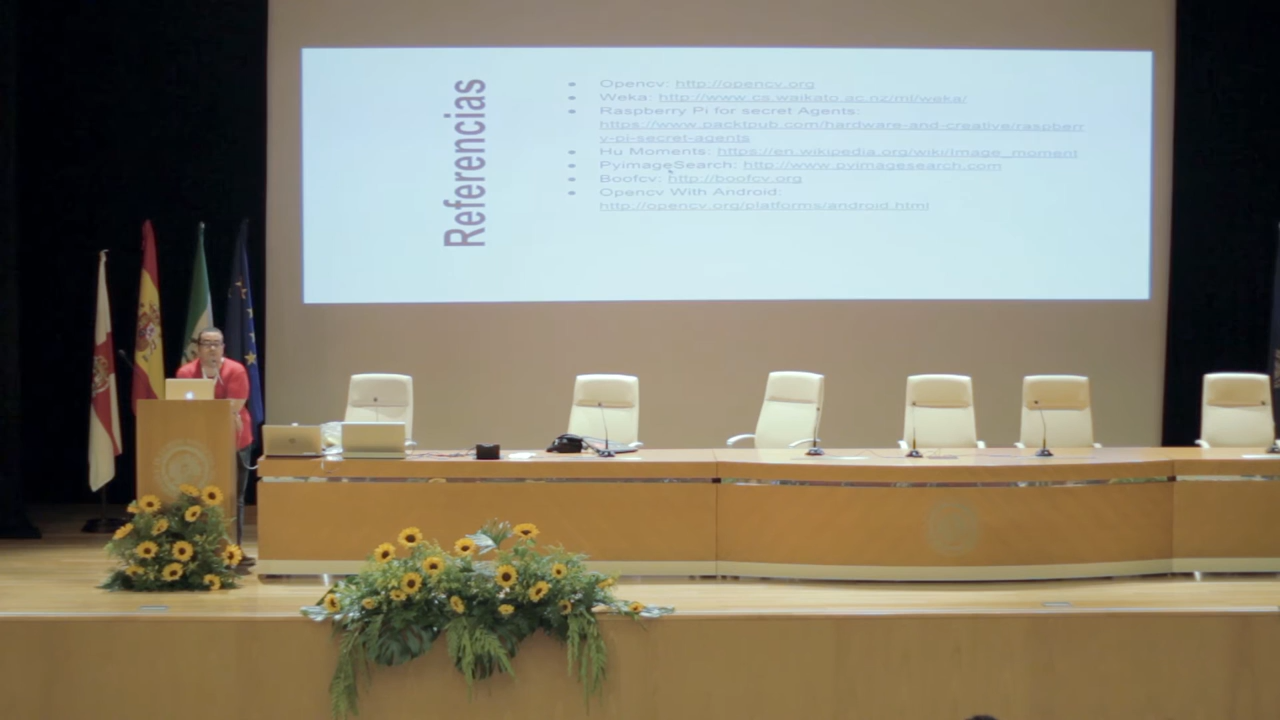 Referencias
Opencv: http://opencv.org
Weka: http://www.cs.waikato.ac.nz/ml/weka/
Raspberry Pi for secret Agents:
https://www.packtpub.com/hardware-and-creative/raspberr
y-pi-secret-agents
Hu Moments: https://en.wikipedia.org/wiki/Image_moment
PyimageSearch: http://www.pyimagesearch.com
Boofcv: http://boofcv.org
Opencv With Android:
http://opencv.org/platforms/android.html